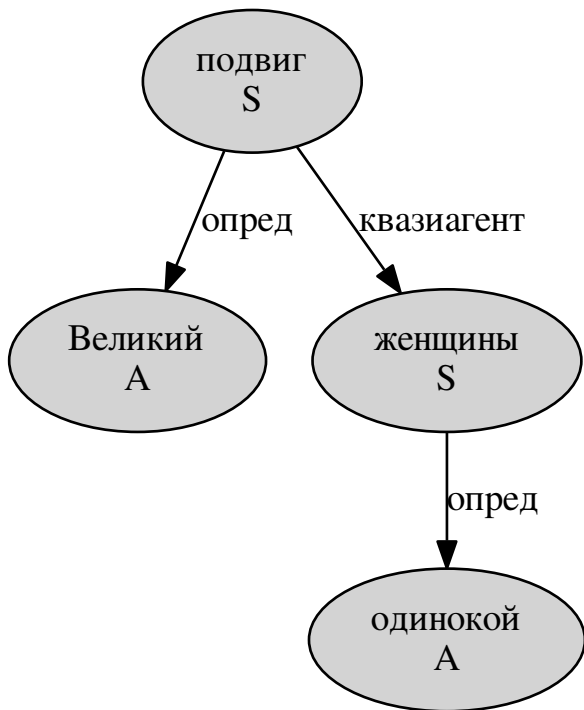 подвиг
S
опред
квазиагент
Великий
A
женщины
S
опред
одинокой
A